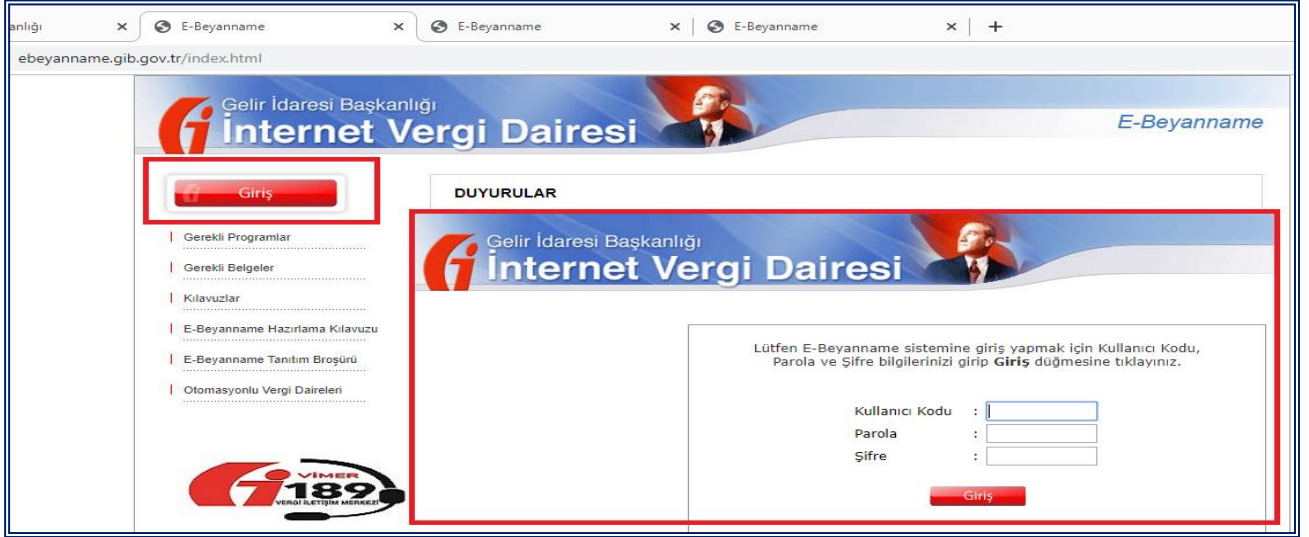 anlığı
E-Beyanname
E-Beyanname
E-Beyanname
ebeyanname.gib.gov.tr/index.html
Gelir İdaresi Başkanlığı
İnternet Vergi Dairesi
E-Beyanname
Giriş
DUYURULAR
Gerekli Programlar
Gerekli Belgeler
Kılavuzlar
E-Beyanname Hazırlama Kılavuzu
E-Beyanname Tanıtım Broşürü
Otomasyonlu Vergi Daireleri
VİMER
189
VERGİ İLETİŞİM MERKEZİ
Gelir İdaresi Başkanlığı
İnternet Vergi Dairesi
Lütfen E-Beyanname sistemine giriş yapmak için Kullanıcı Kodu,
Parola ve Şifre bilgilerinizi girip Giriş düğmesine tıklayınız.
Kullanıcı Kodu :
Parola :
Şifre :
Giriş